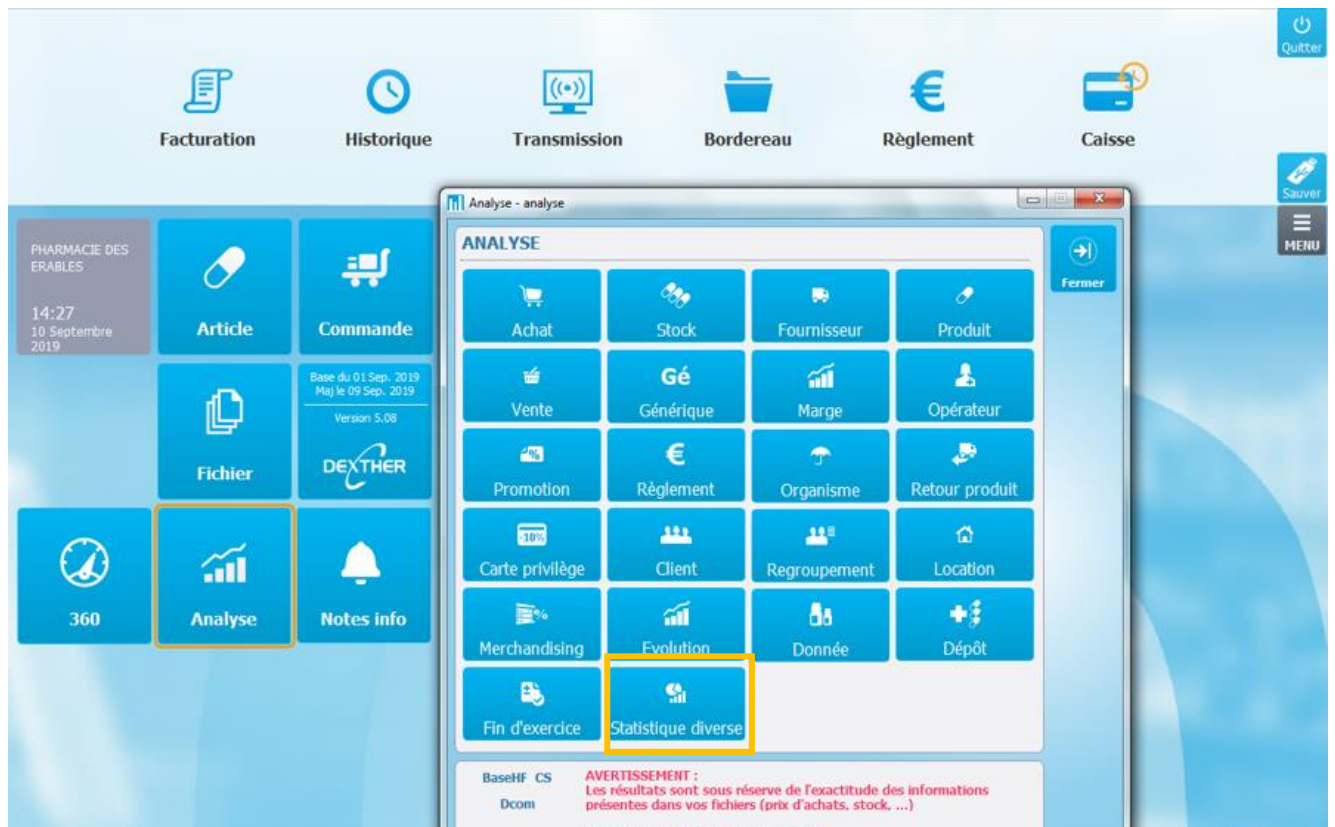 Quitter
Facturation
Historique
Transmission
Bordereau
Règlement
Caisse
Sauver
MENU
PHARMACIE DES
ERABLES
14:27
10 Septembre
2019
Article
Commande
Fichier
Base du 01 Sep. 2019
Maj le 09 Sep. 2019
Version 5.08
DEXTHER
360
Analyse
Notes info
Analyse - analyse
ANALYSE
Fermer
Achat
Stock
Fournisseur
Produit
Vente
Gé
Générique
Marge
Opérateur
%
Promotion
Règlement
Organisme
Retour produit
-10%
Carte privilège
Client
Regroupement
Location
%
Merchandising
Evolution
Donnée
Dépôt
Fin d'exercice
Statistique diverse
BaseHF CS
Dcom
AVERTISSEMENT :
Les résultats sont sous réserve de l'exactitude des informations
présentes dans vos fichiers (prix d'achats, stock, ...)